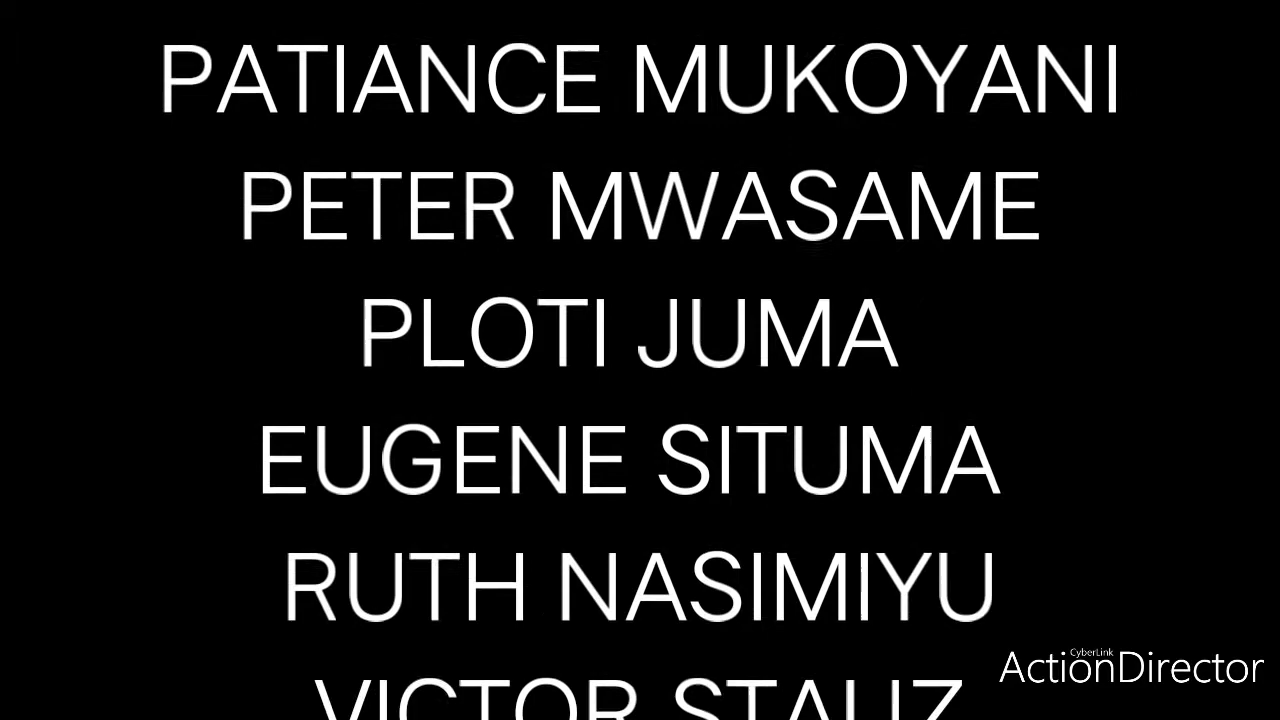 PATIANCE MUKOYANI
PETER MWASAME
PLOTI JUMA
EUGENE SITUMA
RUTH NASIMIYU
VICTOR
CyberLink
ActionDirector